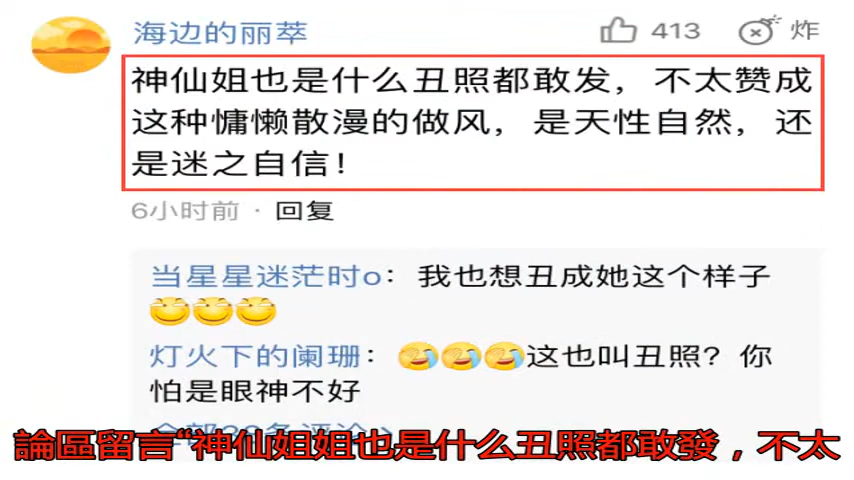 海边的丽萃
413
炸
神仙姐也是什么丑照都敢发，不太赞成
这种慵懒散漫的做风，是天性自然，还
是迷之自信！
6小时前 · 回复
当星星迷茫时o：我也想丑成她这个样子
灯火下的阑珊：这也叫丑照？你
怕是眼神不好
論區留言“神仙姐姐也是什么丑照都敢發，不太